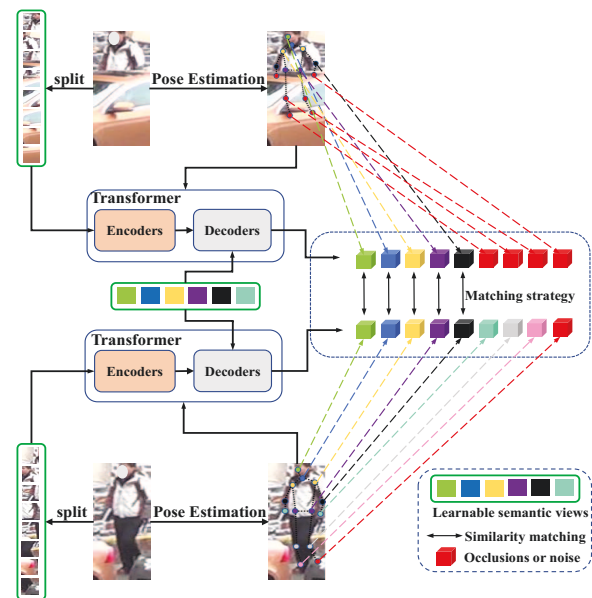 split
Pose Estimation
Transformer
Encoders
Decoders
Matching strategy
Transformer
Encoders
Decoders
split
Pose Estimation
Learnable semantic views
Similarity matching
Occlusions or noise